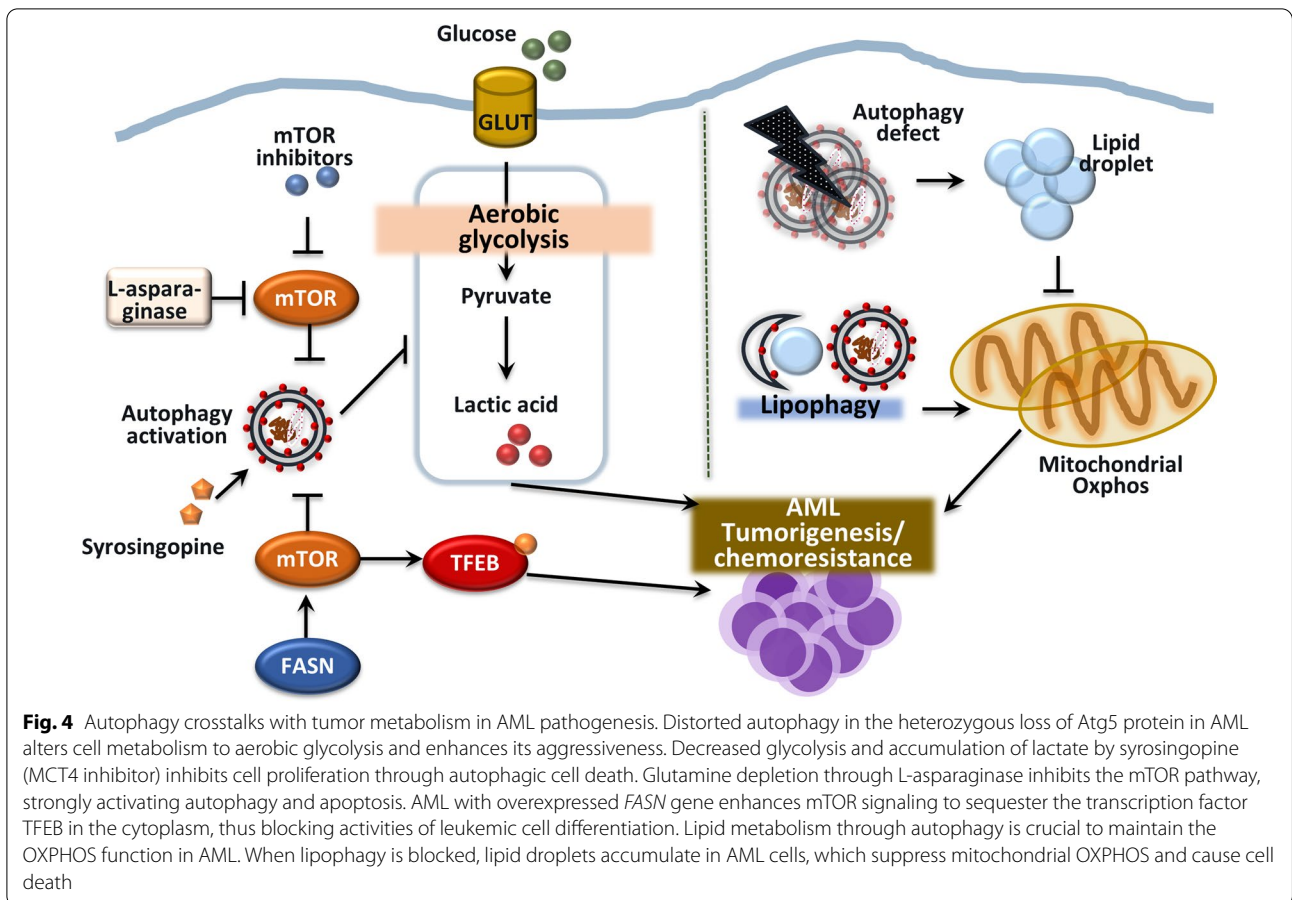 Glucose
GLUT
mTOR
inhibitors
Aerobic
glycolysis
L-aspara-
ginase
mTOR
Pyruvate
Autophagy
activation
Lactic acid
Syrosingopine
mTOR
TFEB
FASN
Autophagy
defect
Lipid
droplet
Lipophagy
Mitochondrial
Oxphos
AML
Tumorigenesis/
chemoresistance
Fig. 4 Autophagy crosstalks with tumor metabolism in AML pathogenesis. Distorted autophagy in the heterozygous loss of Atg5 protein in AML
alters cell metabolism to aerobic glycolysis and enhances its aggressiveness. Decreased glycolysis and accumulation of lactate by syrosingopine
(MCT4 inhibitor) inhibits cell proliferation through autophagic cell death. Glutamine depletion through L-asparaginase inhibits the mTOR pathway,
strongly activating autophagy and apoptosis. AML with overexpressed FASN gene enhances mTOR signaling to sequester the transcription factor
TFEB in the cytoplasm, thus blocking activities of leukemic cell differentiation. Lipid metabolism through autophagy is crucial to maintain the
OXPHOS function in AML. When lipophagy is blocked, lipid droplets accumulate in AML cells, which suppress mitochondrial OXPHOS and cause cell
death